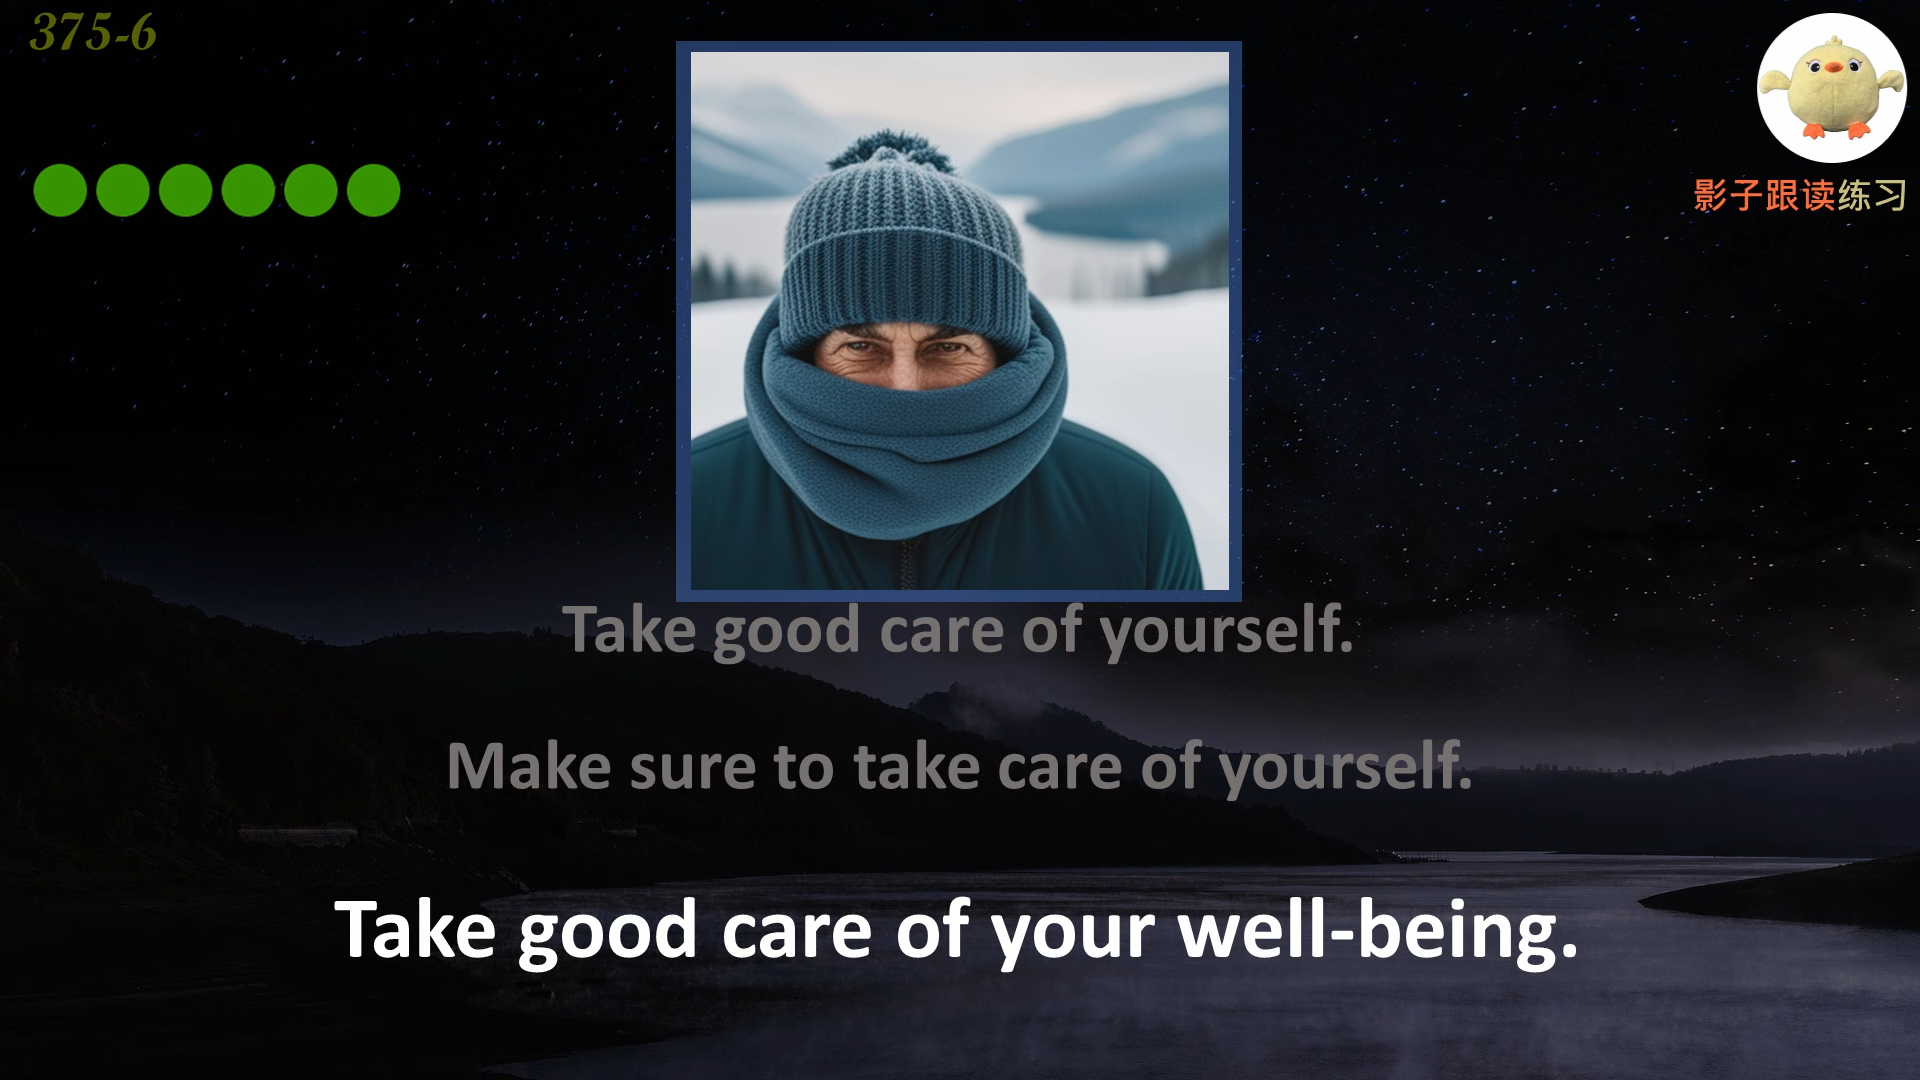 375-6
影子跟读练习
Take good care of yourself.
Make sure to take care of yourself.
Take good care of your well-being.